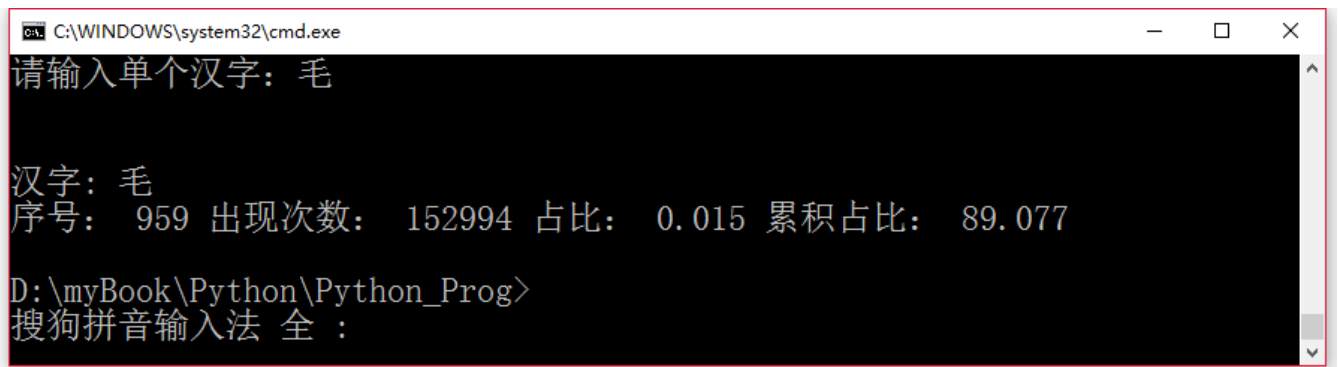 C:\WINDOWS\system32\cmd.exe
请输入单个汉字：毛
汉字: 毛
序号： 959 出现次数： 152994 占比： 0.015 累积占比： 89.077
D:\myBook\Python\Python_Prog>
搜狗拼音输入法 全 :